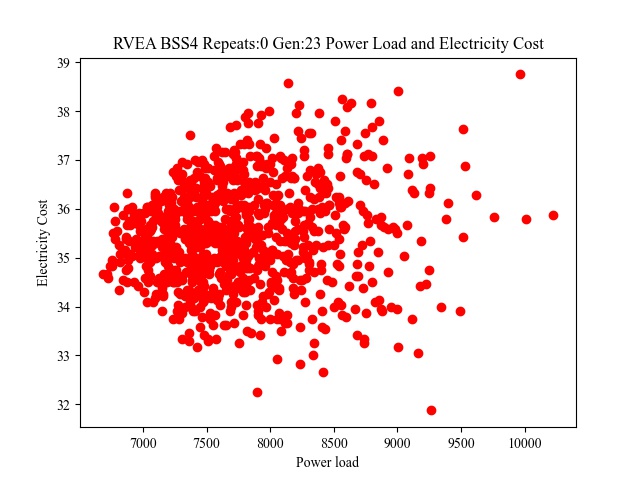 RVEA BSS4 Repeats:0 Gen:23 Power Load and Electricity Cost
39
38
37
36
35
34
33
32
Electricity Cost
7000 7500 8000 8500 9000 9500 10000
Power load